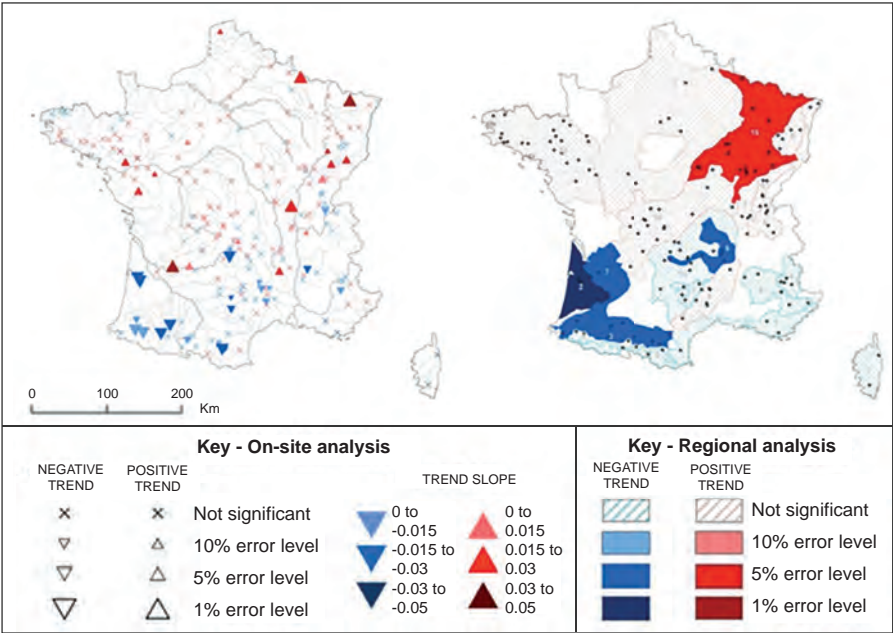 0 100 200
Km
Key - On-site analysis
NEGATIVE TREND
POSITIVE TREND
Not significant
10% error level
5% error level
1% error level
TREND SLOPE
0 to -0.015
-0.015 to -0.03
-0.03 to -0.05
0 to 0.015
0.015 to 0.03
0.03 to 0.05
Key - Regional analysis
NEGATIVE TREND
POSITIVE TREND
Not significant
10% error level
5% error level
1% error level